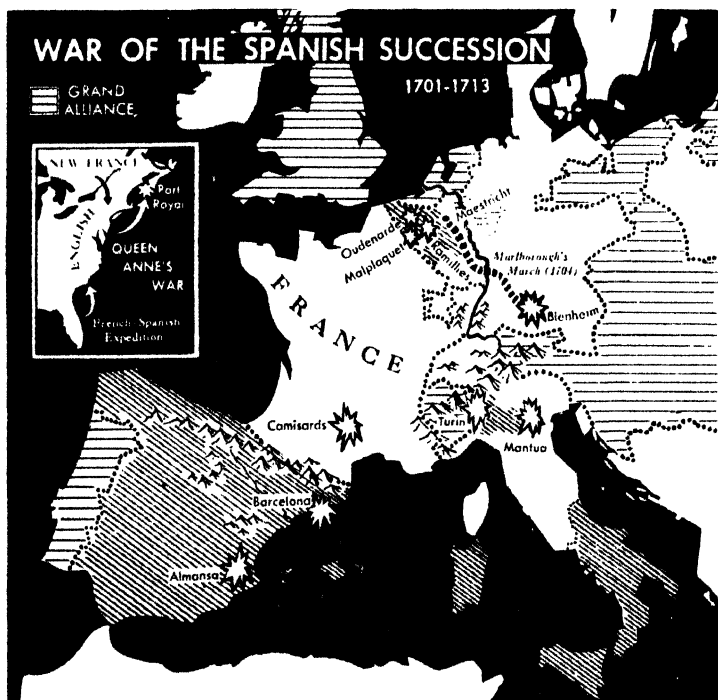 WAR OF THE SPANISH SUCCESSION
1701-1713
GRAND
ALLIANCE
NEW FRANCE
Port
Royal
ENGLISH
QUEEN
ANNE'S
WAR
French-Spanish
Expedition
Maestricht
Oudenarde
Malplaquet
Ramillies
Marlborough's
March (1704)
Blenheim
FRANCE
Camisards
Turin
Mantua
Barcelona
Almansa